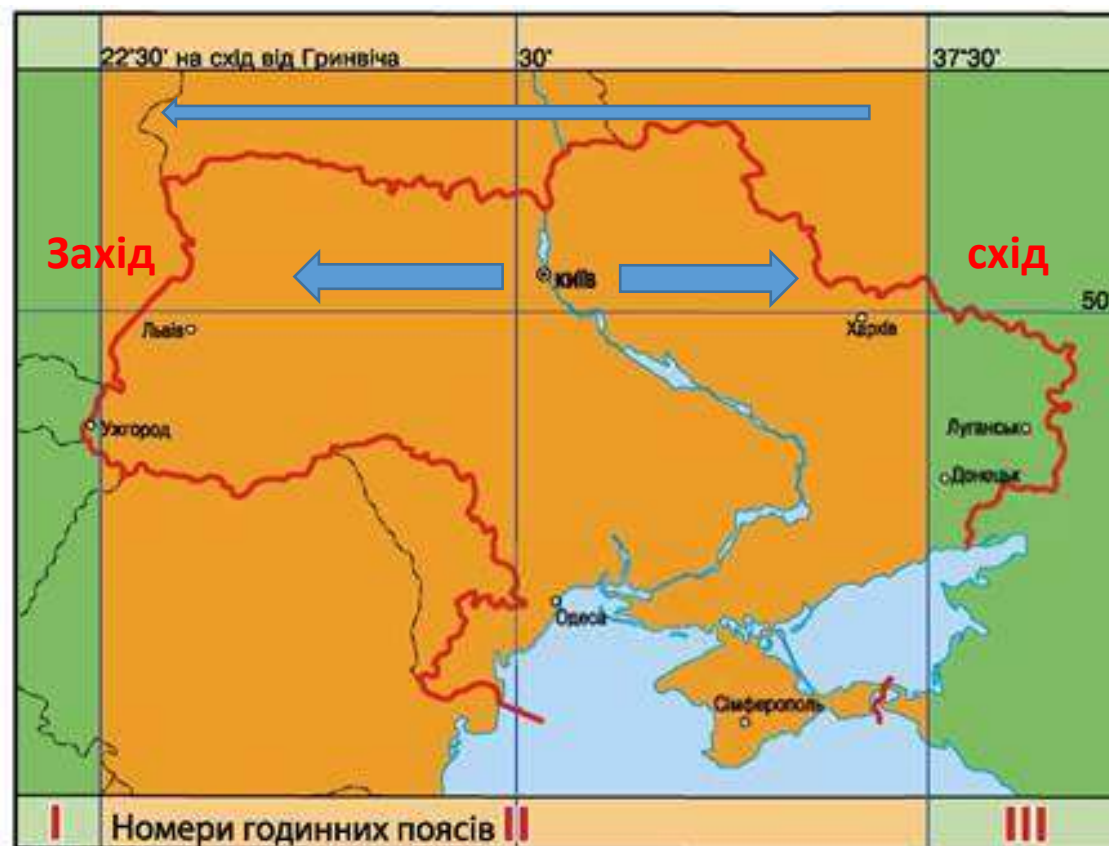 22°30' на схід від Гринвіча
30°
37°30'
Захід
схід
КИЇВ
50
Львів
Харків
Ужгород
Луганськ
Донецьк
Одеса
Сімферополь
I
Номери годинних поясів
II
III